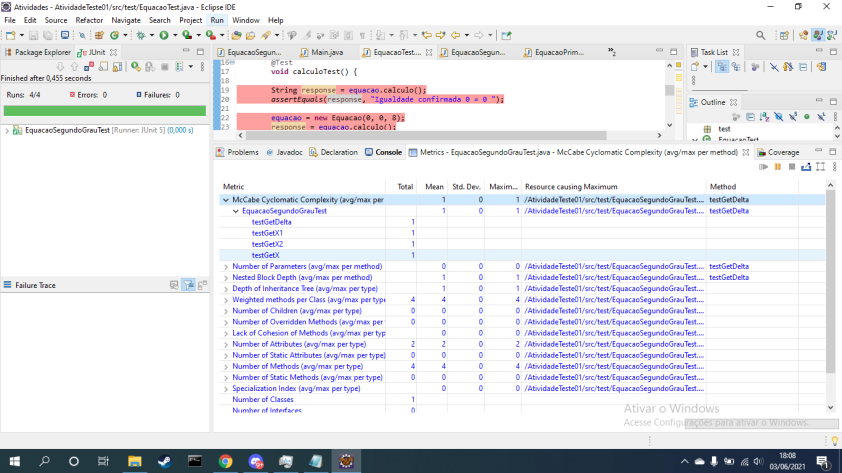 Atividades - AtividadeTeste01/src/test/EquacaoTest.java - Eclipse IDE
File Edit Source Refactor Navigate Search Project Run Window Help
Package Explorer JUnit
Finished after 0,455 seconds
Runs: 4/4 Errors: 0 Failures: 0
EquacaoSegundoGrauTest [Runner: JUnit 5] (0,000 s)
Failure Trace
EquacaoSegun... Main.java EquacaoTest.... EquacaoSegun... EquacaoPrim... »2
16 @Test
17 void calculoTest() {
18
19 String response = equacao.calculo();
20 assertEquals(response, "Igualdade confirmada 0 = 0 ");
21
22 equacao = new Equacao(0, 0, 8);
23 response = equacao.calculo();
Task List
Outline
test
EquacaoTest
Problems Javadoc Declaration Console Metrics - EquacaoSegundoGrauTest.java - McCabe Cyclomatic Complexity (avg/max per method) Coverage
Metric Total Mean Std. Dev. Maxim... Resource causing Maximum Method
McCabe Cyclomatic Complexity (avg/max per 1 0 1 /AtividadeTeste01/src/test/EquacaoSegundoGrauTest.... testGetDelta
EquacaoSegundoGrauTest 1 0 1 /AtividadeTeste01/src/test/EquacaoSegundoGrauTest.... testGetDelta
testGetDelta 1
testGetX1 1
testGetX2 1
testGetX 1
Number of Parameters (avg/max per method) 0 0 0 /AtividadeTeste01/src/test/EquacaoSegundoGrauTest.... testGetDelta
Nested Block Depth (avg/max per method) 1 0 1 /AtividadeTeste01/src/test/EquacaoSegundoGrauTest.... testGetDelta
Depth of Inheritance Tree (avg/max per type) 1 0 1 /AtividadeTeste01/src/test/EquacaoSegundoGrauTest....
Weighted methods per Class (avg/max per type 4 4 0 4 /AtividadeTeste01/src/test/EquacaoSegundoGrauTest....
Number of Children (avg/max per type) 0 0 0 0 /AtividadeTeste01/src/test/EquacaoSegundoGrauTest....
Number of Overridden Methods (avg/max per 0 0 0 0 /AtividadeTeste01/src/test/EquacaoSegundoGrauTest....
Lack of Cohesion of Methods (avg/max per typ 0 0 0 /AtividadeTeste01/src/test/EquacaoSegundoGrauTest....
Number of Attributes (avg/max per type) 2 2 0 2 /AtividadeTeste01/src/test/EquacaoSegundoGrauTest....
Number of Static Attributes (avg/max per type) 0 0 0 0 /AtividadeTeste01/src/test/EquacaoSegundoGrauTest....
Number of Methods (avg/max per type) 4 4 0 4 /AtividadeTeste01/src/test/EquacaoSegundoGrauTest....
Number of Static Methods (avg/max per type) 0 0 0 0 /AtividadeTeste01/src/test/EquacaoSegundoGrauTest....
Specialization Index (avg/max per type) 0 0 0 /AtividadeTeste01/src/test/EquacaoSegundoGrauTest....
Number of Classes 1
Number of Interfaces 0
Ativar o Windows
Acesse Configurações para ativar o Windows.
18:08
03/06/2021